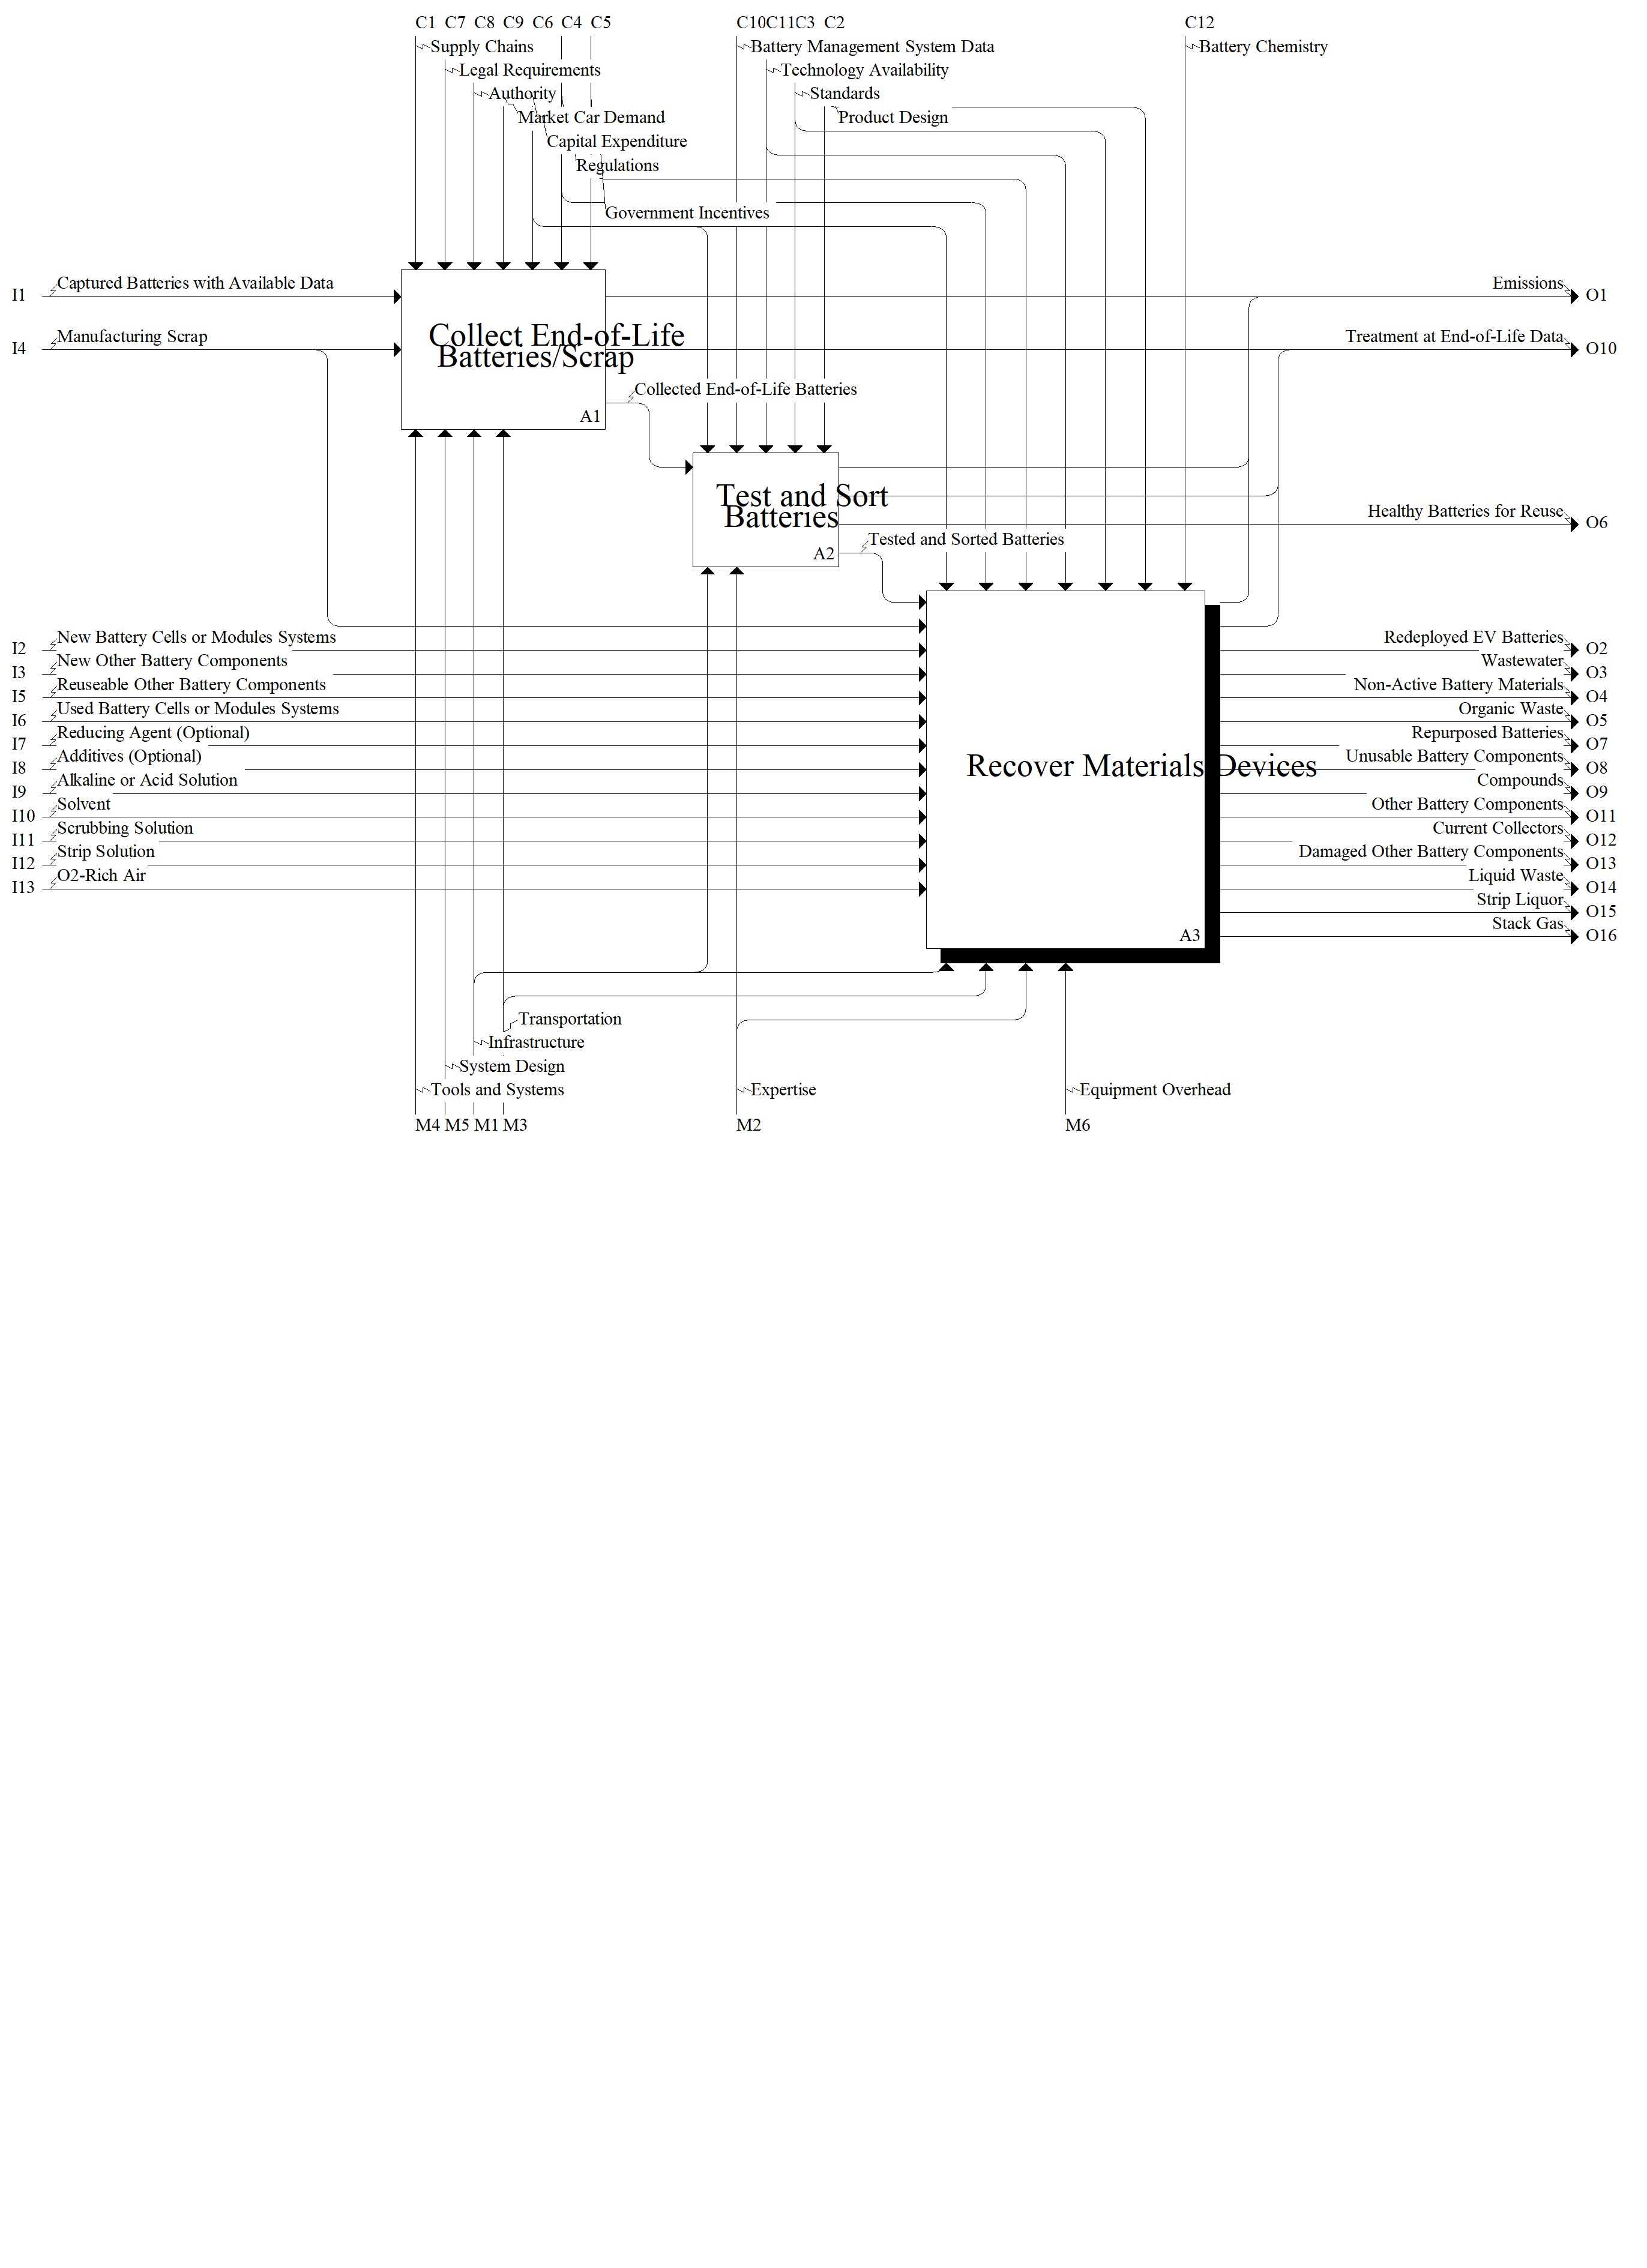 C1 C7 C8 C9 C6 C4 C5 C10 C11 C3 C2 C12
Supply Chains
Battery Management System Data
Battery Chemistry
Legal Requirements
Technology Availability
Authority
Standards
Market Car Demand
Product Design
Capital Expenditure
Regulations
Government Incentives
I1
Captured Batteries with Available Data
Emissions
O1
I4
Manufacturing Scrap
Treatment at End-of-Life Data
O10
Collect End-of-Life
Batteries/Scrap
A1
Collected End-of-Life Batteries
Test and Sort
Batteries
A2
Healthy Batteries for Reuse
O6
Tested and Sorted Batteries
I2
New Battery Cells or Modules Systems
I3
New Other Battery Components
I5
Reuseable Other Battery Components
I6
Used Battery Cells or Modules Systems
I7
Reducing Agent (Optional)
I8
Additives (Optional)
I9
Alkaline or Acid Solution
I10
Solvent
I11
Scrubbing Solution
I12
Strip Solution
I13
O2-Rich Air
Recover Materials Devices
A3
Redeployed EV Batteries
O2
Wastewater
O3
Non-Active Battery Materials
O4
Organic Waste
O5
Repurposed Batteries
O7
Unusable Battery Components
O8
Compounds
O9
Other Battery Components
O11
Current Collectors
O12
Damaged Other Battery Components
O13
Liquid Waste
O14
Strip Liquor
O15
Stack Gas
O16
Transportation
Infrastructure
System Design
Tools and Systems
Expertise
Equipment Overhead
M4 M5 M1 M3 M2 M6